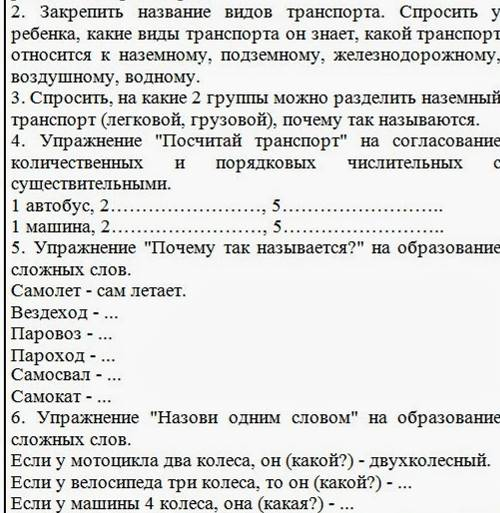 2. Закрепить название видов транспорта. Спросить у
ребенка, какие виды транспорта он знает, какой транспорт
относится к наземному, подземному, железнодорожному,
воздушному, водному.
3. Спросить, на какие 2 группы можно разделить наземный
транспорт (легковой, грузовой), почему так называются.
4. Упражнение "Посчитай транспорт" на согласование
количественных и порядковых числительных с
существительными.
1 автобус, 2……………………, 5……………………..
1 машина, 2……………………, 5……………………..
5. Упражнение "Почему так называется?" на образование
сложных слов.
Самолет - сам летает.
Вездеход - ...
Паровоз - ...
Пароход - ...
Самосвал - ...
Самокат - ...
6. Упражнение "Назови одним словом" на образование
сложных слов.
Если у мотоцикла два колеса, он (какой?) - двухколесный.
Если у велосипеда три колеса, то он (какой?) - ...
Если у машины 4 колеса, она (какая?) - ...